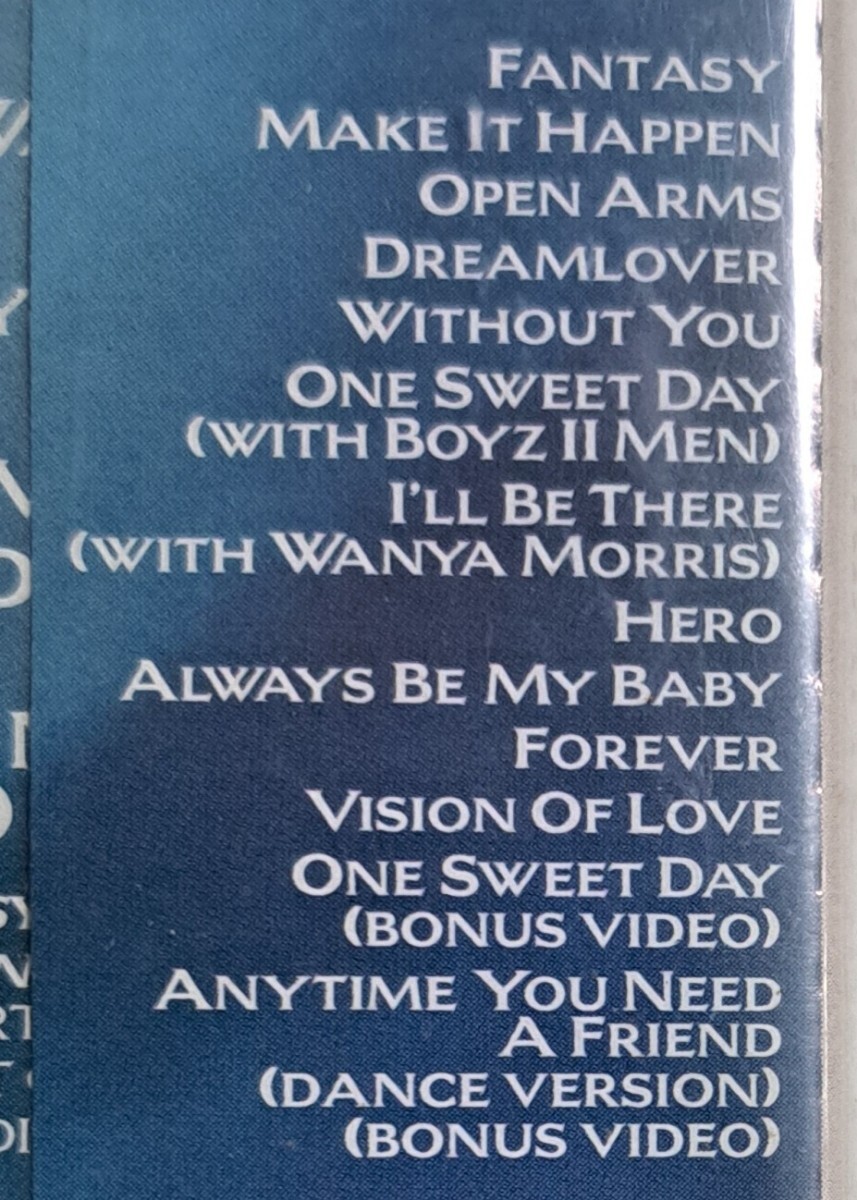 FANTASY
MAKE IT HAPPEN
OPEN ARMS
DREAMLOVER
WITHOUT YOU
ONE SWEET DAY
(WITH BOYZ II MEN)
I'LL BE THERE
(WITH WANYA MORRIS)
HERO
ALWAYS BE MY BABY
FOREVER
VISION OF LOVE
ONE SWEET DAY
(BONUS VIDEO)
ANYTIME YOU NEED
A FRIEND
(DANCE VERSION)
(BONUS VIDEO)